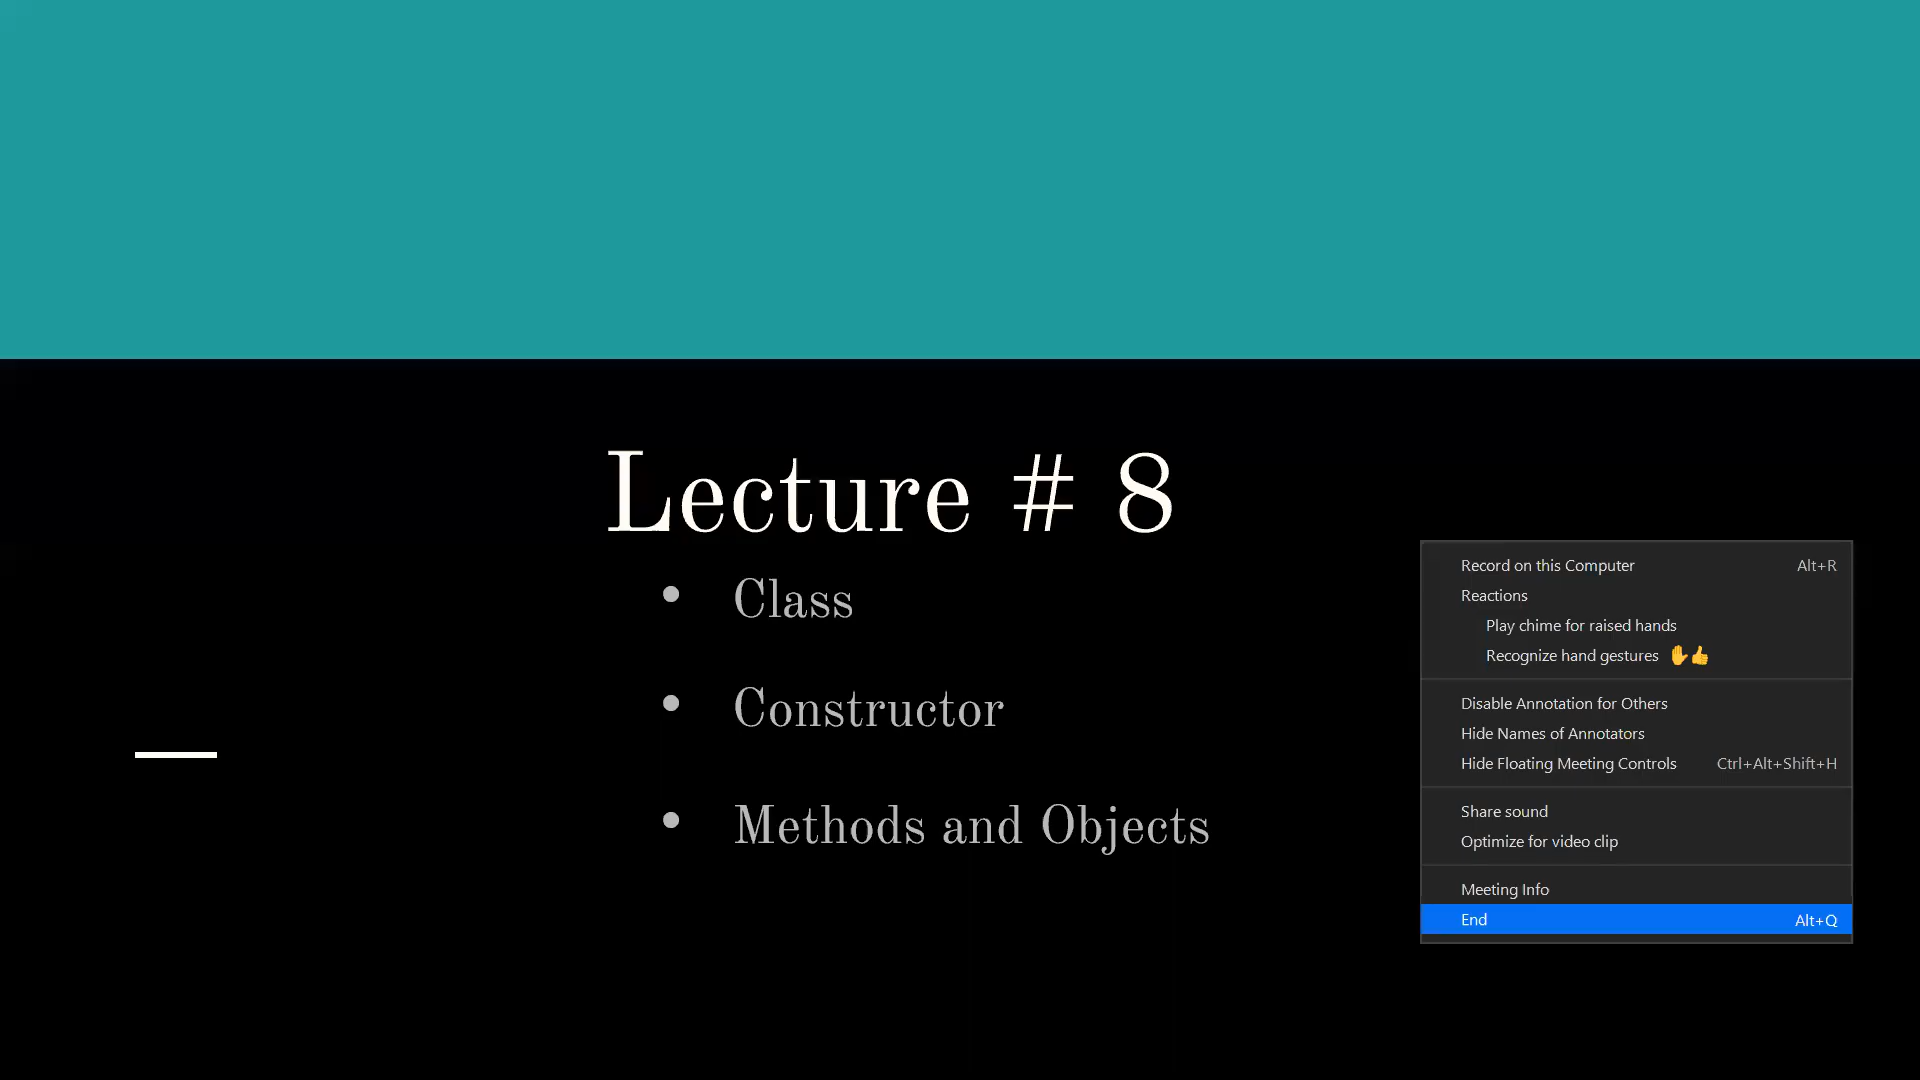 Lecture # 8
• Class
• Constructor
• Methods and Objects
Record on this Computer Alt+R
Reactions
Play chime for raised hands
Recognize hand gestures ✋👍
Disable Annotation for Others
Hide Names of Annotators
Hide Floating Meeting Controls Ctrl+Alt+Shift+H
Share sound
Optimize for video clip
Meeting Info
End Alt+Q